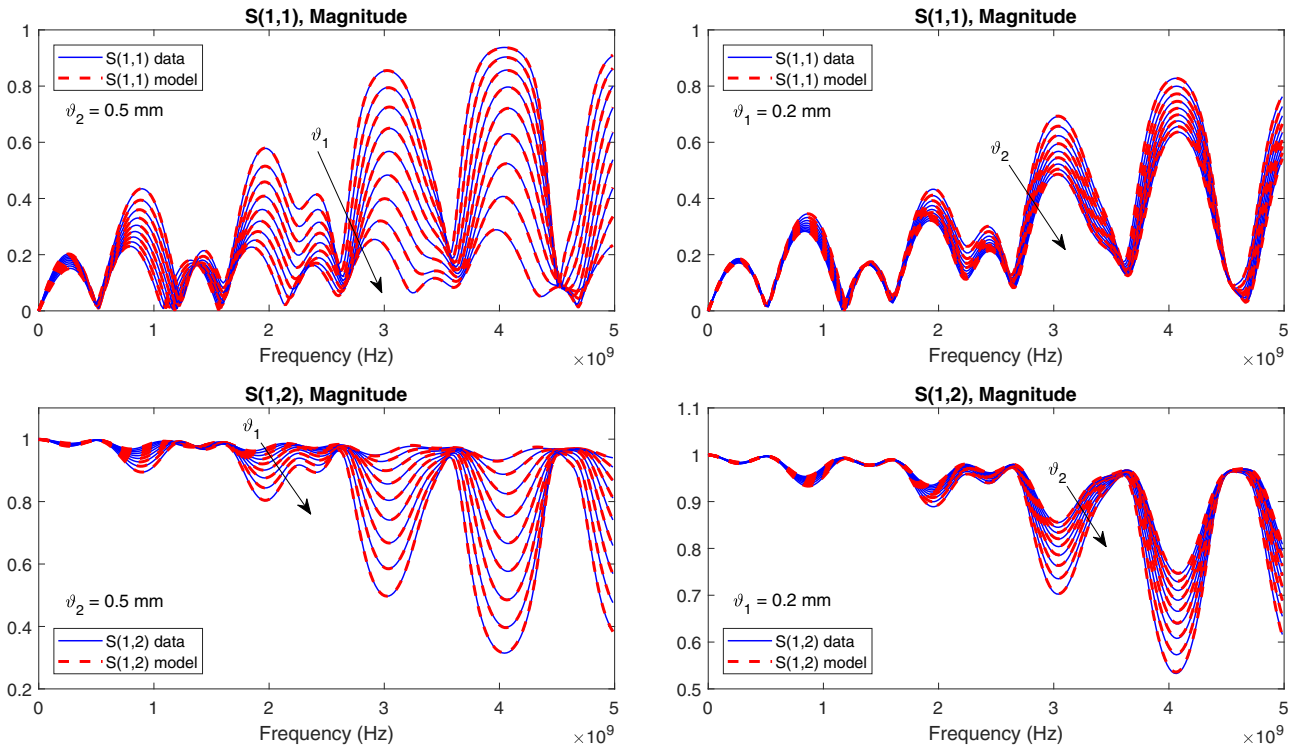 S(1,1), Magnitude
1
0.8
0.6
0.4
0.2
0
S(1,1) data
S(1,1) model
ϑ2 = 0.5 mm
ϑ1
0 1 2 3 4 5
Frequency (Hz)
×10^9
S(1,1), Magnitude
1
0.8
0.6
0.4
0.2
0
S(1,1) data
S(1,1) model
ϑ1 = 0.2 mm
ϑ2
0 1 2 3 4 5
Frequency (Hz)
×10^9
S(1,2), Magnitude
1
0.8
0.6
0.4
0.2
ϑ1
ϑ2 = 0.5 mm
S(1,2) data
S(1,2) model
0 1 2 3 4 5
Frequency (Hz)
×10^9
S(1,2), Magnitude
1.1
1
0.9
0.8
0.7
0.6
0.5
ϑ2
ϑ1 = 0.2 mm
S(1,2) data
S(1,2) model
0 1 2 3 4 5
Frequency (Hz)
×10^9